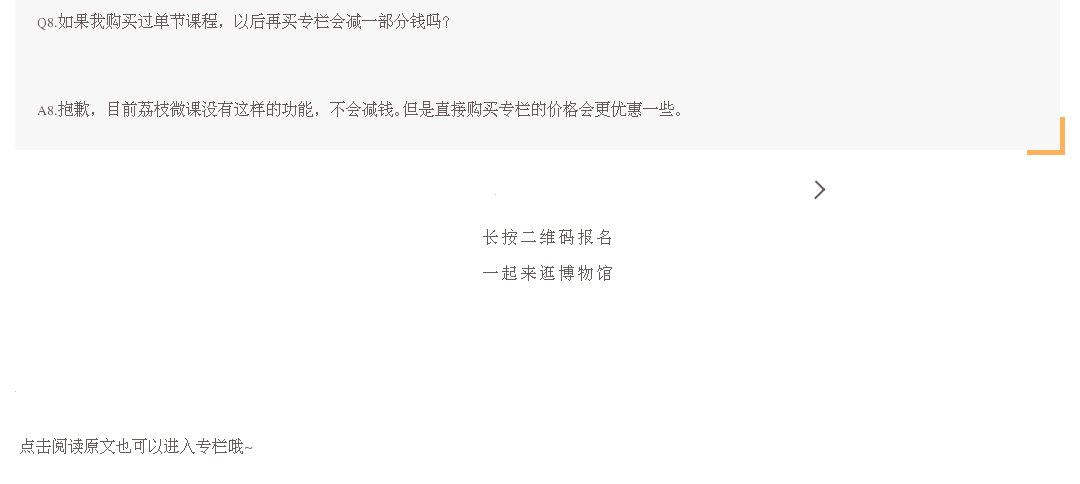 Q8.如果我购买过单节课程，以后再买专栏会减一部分钱吗？
A8.抱歉，目前荔枝微课没有这样的功能，不会减钱。但是直接购买专栏的价格会更优惠一些。
长按二维码报名
一起来逛博物馆
点击阅读原文也可以进入专栏哦~